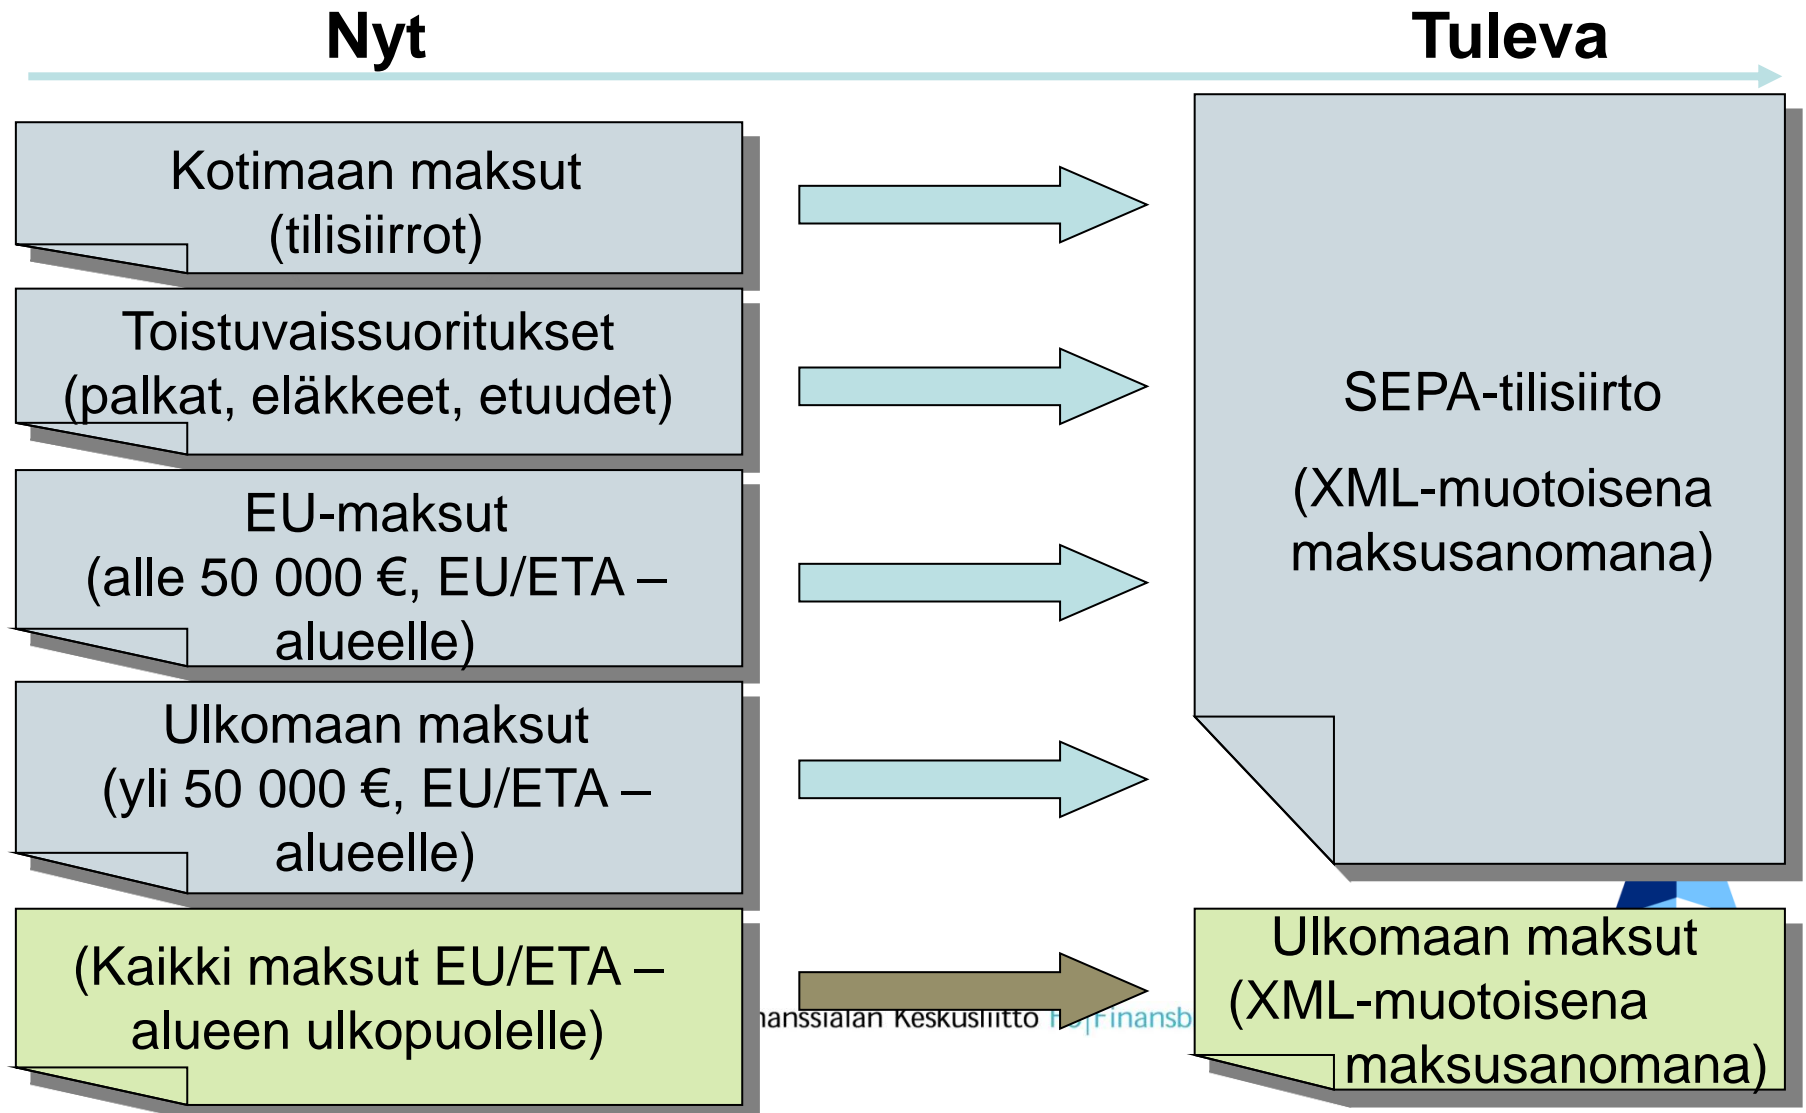 Nyt
Tuleva
Kotimaan maksut
(tilisiirrot)
Toistuvaissuoritukset
(palkat, eläkkeet, etuudet)
EU-maksut
(alle 50 000 €, EU/ETA –
alueelle)
Ulkomaan maksut
(yli 50 000 €, EU/ETA –
alueelle)
(Kaikki maksut EU/ETA –
alueen ulkopuolelle)
SEPA-tilisiirto
(XML-muotoisena
maksusanomana)
Ulkomaan maksut
(XML-muotoisena
maksusanomana)
Keskusliitto